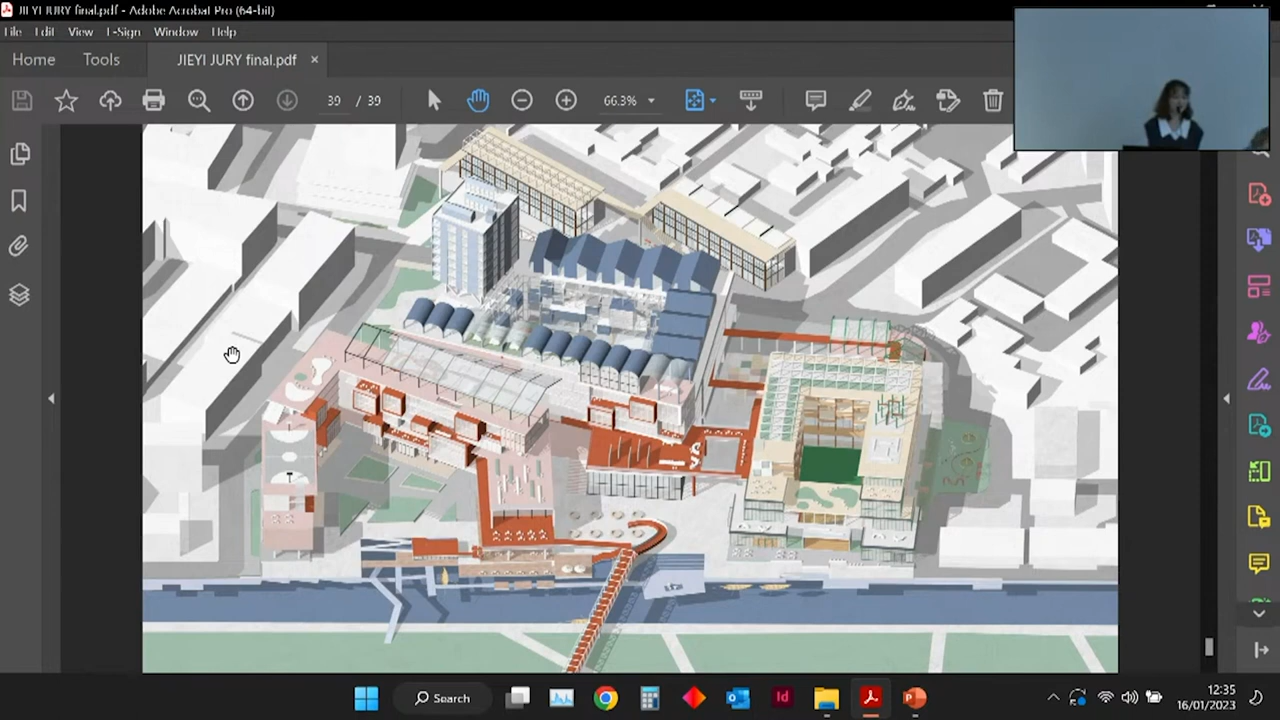 JIEYI JURY final.pdf - Adobe Acrobat Pro (64-bit)
File Edit View E-Sign Window Help
Home Tools JIEYI JURY final.pdf ×
39 / 39 66.3%
Search
12:35
16/01/2023